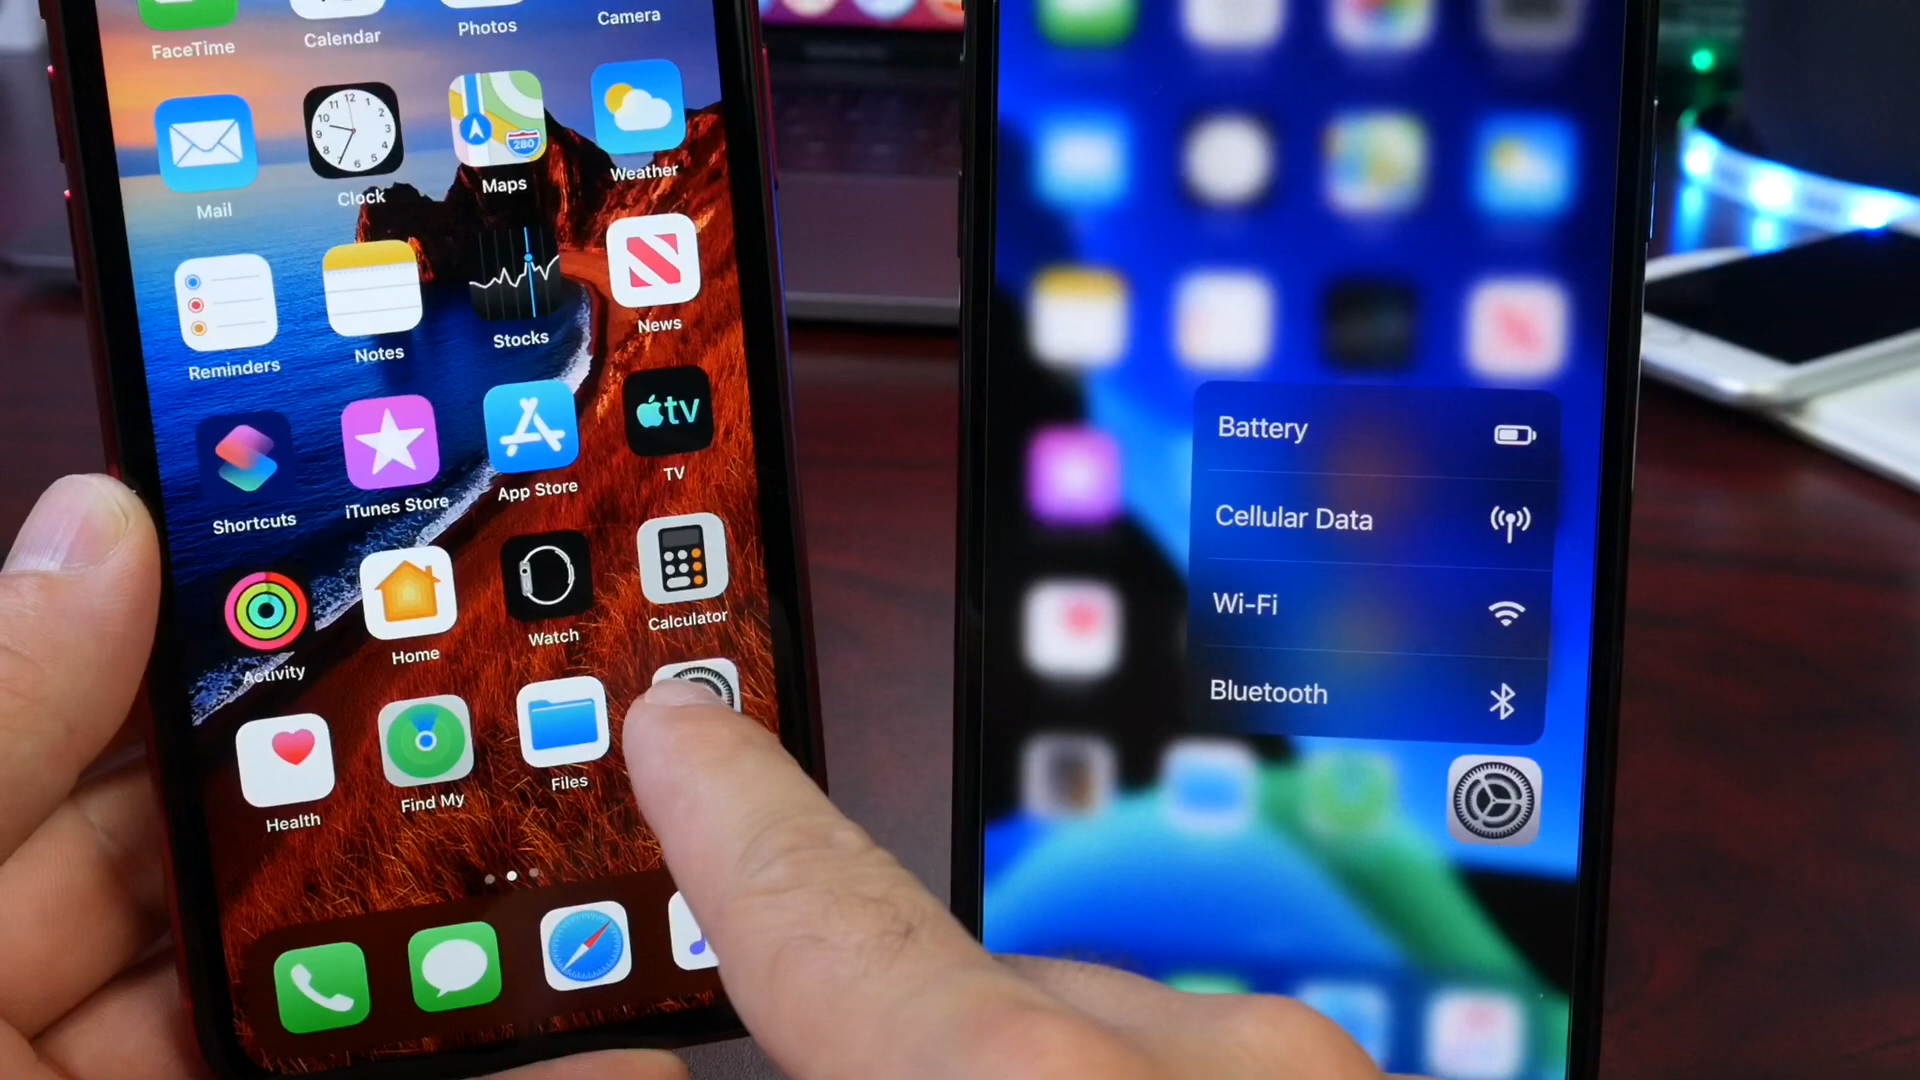 FaceTime
Calendar
Photos
Camera
Mail
Clock
Maps
Weather
280
Reminders
Notes
Stocks
News
Shortcuts
iTunes Store
App Store
tv
TV
Activity
Home
Watch
Calculator
Health
Find My
Files
Battery
Cellular Data
Wi-Fi
Bluetooth